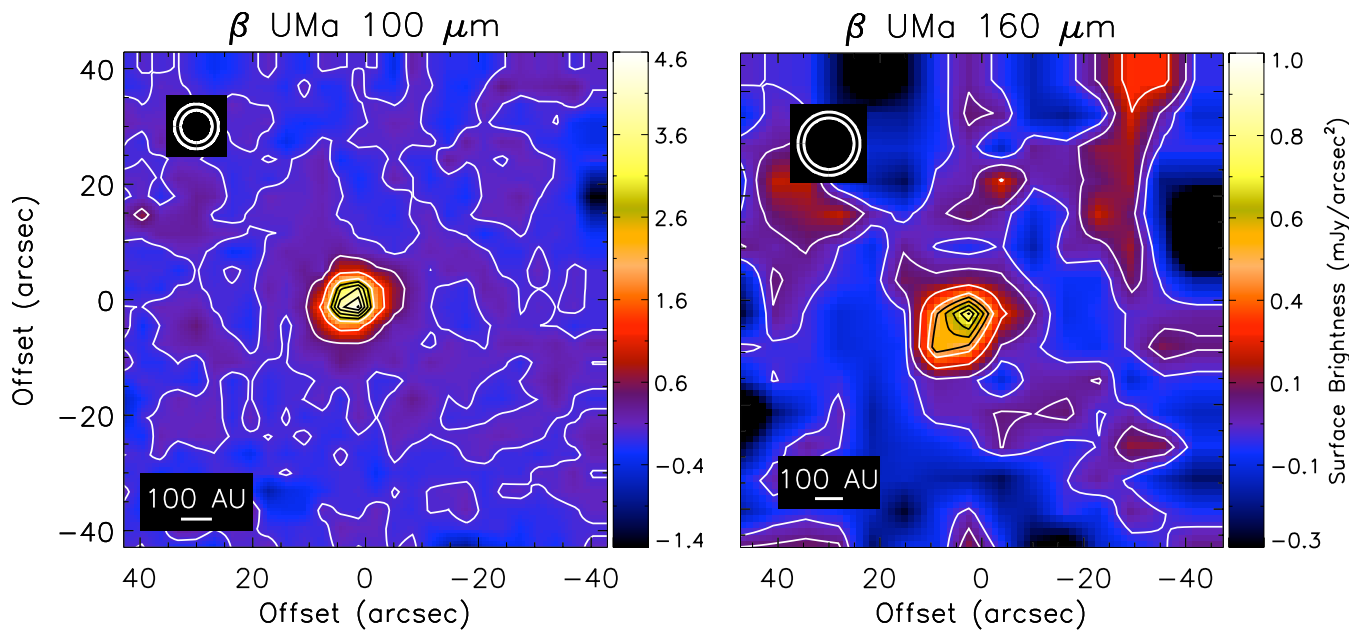 β UMa 100 μm
β UMa 160 μm
Offset (arcsec)
40
20
0
−20
−40
100 AU
40 20 0 −20 −40
Offset (arcsec)
4.6
3.6
2.6
1.6
0.6
−0.4
−1.4
100 AU
40 20 0 −20 −40
Offset (arcsec)
1.0
0.8
0.6
0.4
0.1
−0.1
−0.3
Surface Brightness (mJy/arcsec²)